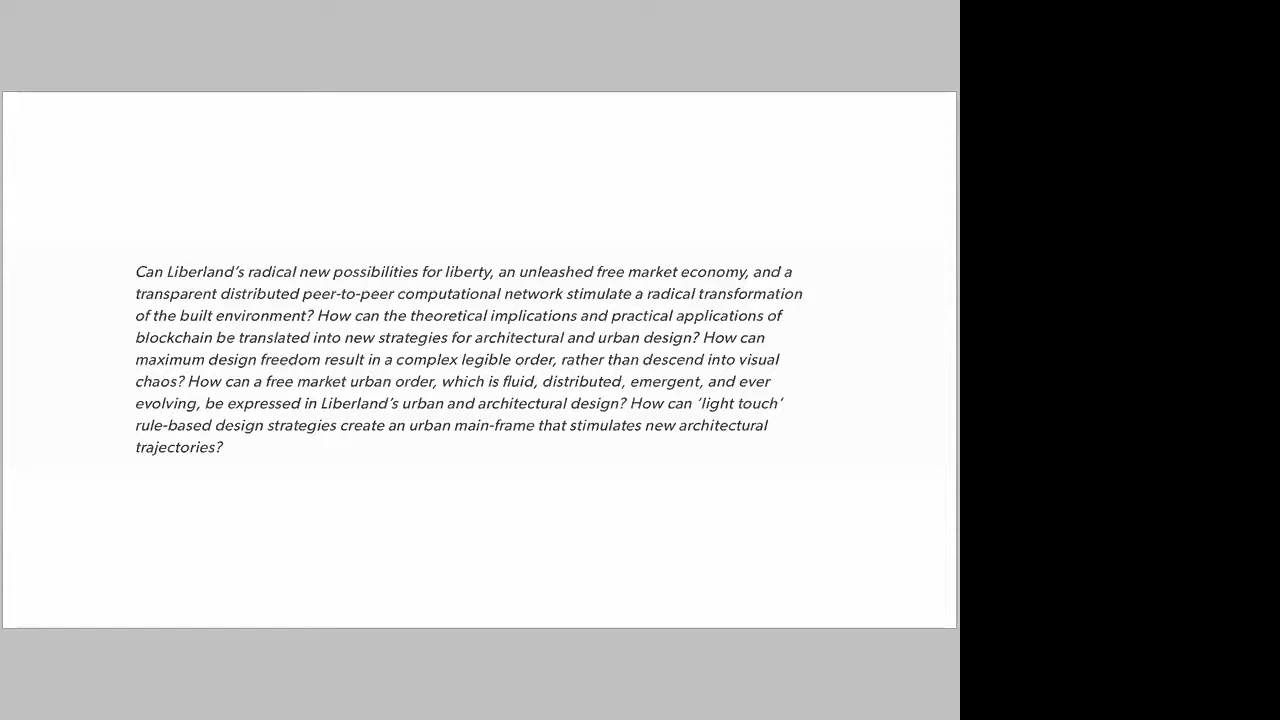 Can Liberland’s radical new possibilities for liberty, an unleashed free market economy, and a
transparent distributed peer-to-peer computational network stimulate a radical transformation
of the built environment? How can the theoretical implications and practical applications of
blockchain be translated into new strategies for architectural and urban design? How can
maximum design freedom result in a complex legible order, rather than descend into visual
chaos? How can a free market urban order, which is fluid, distributed, emergent, and ever
evolving, be expressed in Liberland’s urban and architectural design? How can ‘light touch’
rule-based design strategies create an urban main-frame that stimulates new architectural
trajectories?